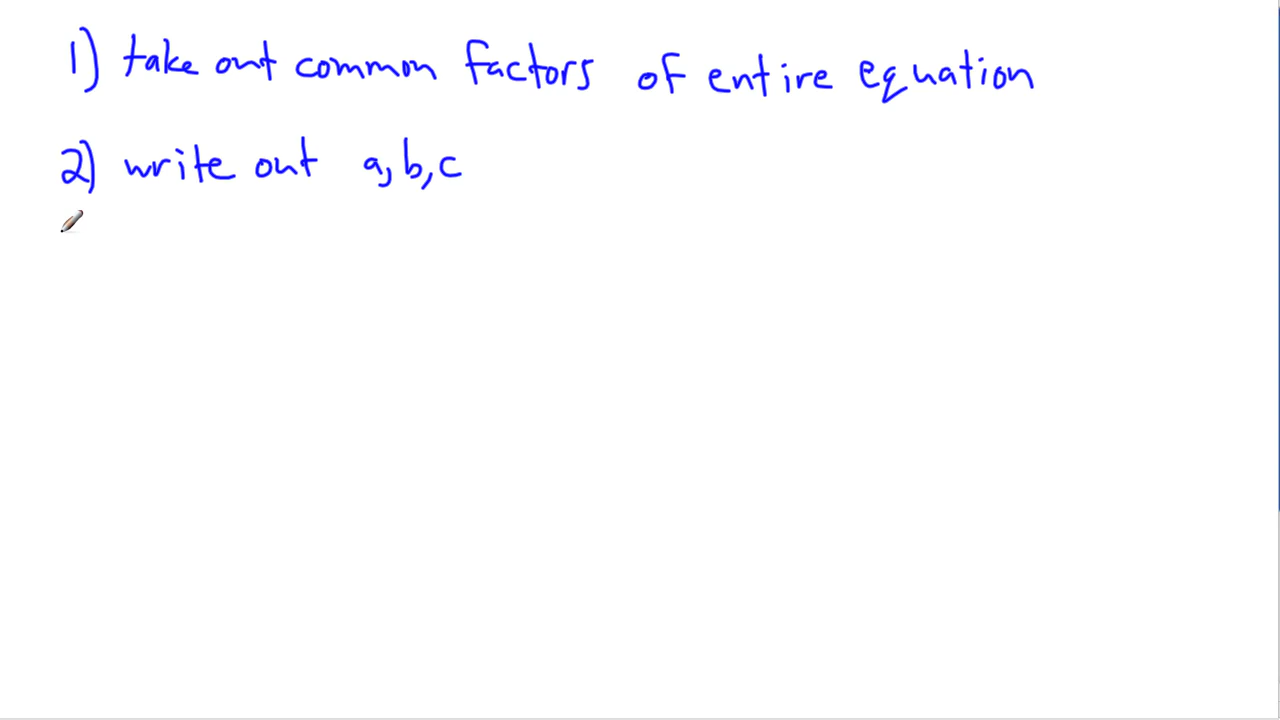 1) take out common factors of entire equation
2) write out a, b, c